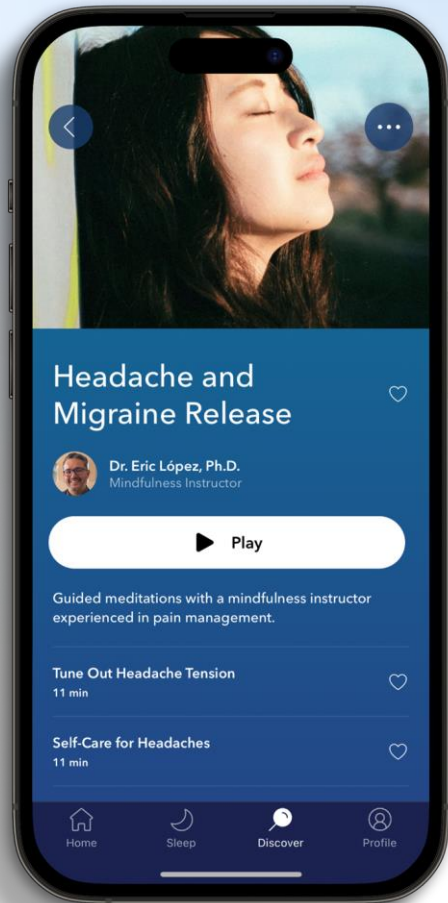 Headache and
Migraine Release
Dr. Eric López, Ph.D.
Mindfulness Instructor
Play
Guided meditations with a mindfulness instructor
experienced in pain management.
Tune Out Headache Tension
11 min
Self-Care for Headaches
11 min
Home
Sleep
Discover
Profile